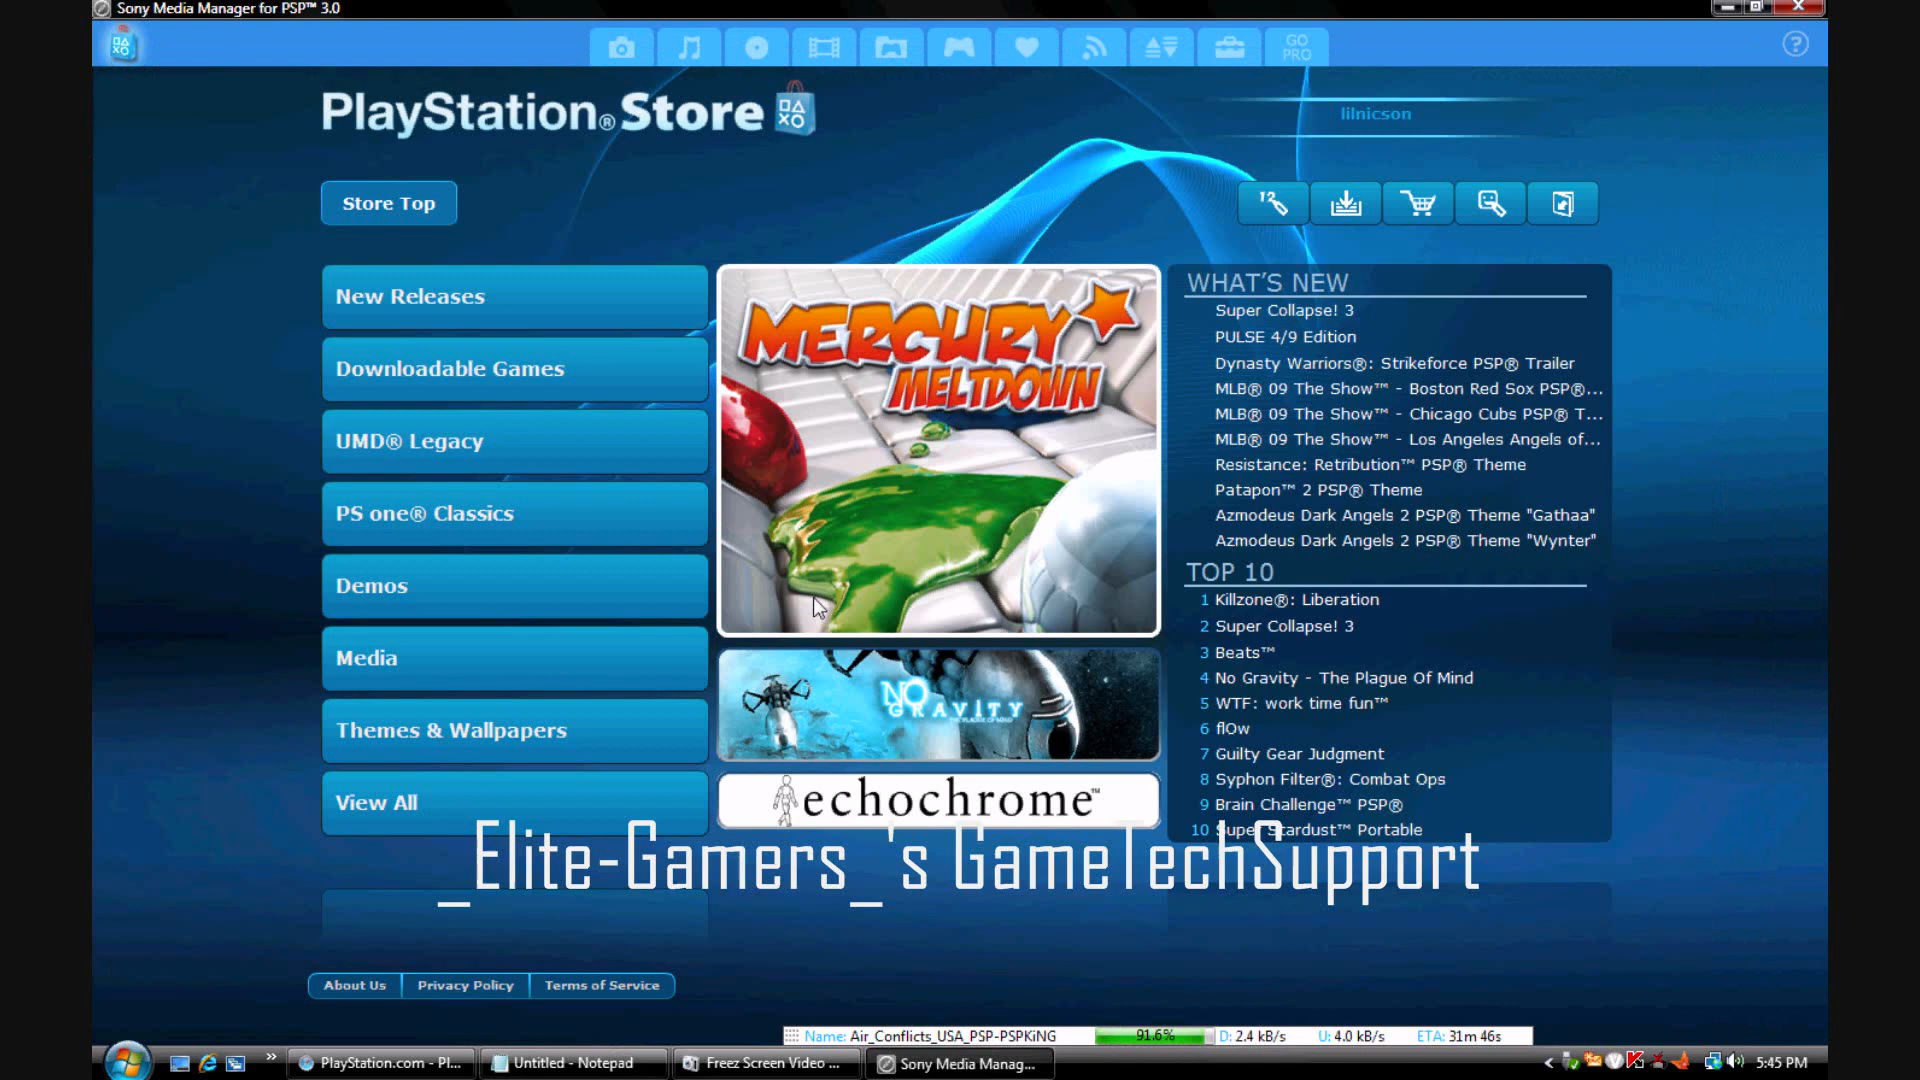 Sony Media Manager for PSP™ 3.0
GO PRO
?
PlayStation® Store
lilnicson
Store Top
12
New Releases
Downloadable Games
UMD® Legacy
PS one® Classics
Demos
Media
Themes & Wallpapers
View All
MERCURY
MELTDOWN
NO
GRAVITY
THE PLAGUE OF MIND
echochrome™
WHAT'S NEW
Super Collapse! 3
PULSE 4/9 Edition
Dynasty Warriors®: Strikeforce PSP® Trailer
MLB® 09 The Show™ - Boston Red Sox PSP®...
MLB® 09 The Show™ - Chicago Cubs PSP® T...
MLB® 09 The Show™ - Los Angeles Angels of...
Resistance: Retribution™ PSP® Theme
Patapon™ 2 PSP® Theme
Azmodeus Dark Angels 2 PSP® Theme "Gathaa"
Azmodeus Dark Angels 2 PSP® Theme "Wynter"
TOP 10
1 Killzone®: Liberation
2 Super Collapse! 3
3 Beats™
4 No Gravity - The Plague Of Mind
5 WTF: work time fun™
6 flOw
7 Guilty Gear Judgment
8 Syphon Filter®: Combat Ops
9 Brain Challenge™ PSP®
10 Super Stardust™ Portable
_Elite-Gamers_'s GameTechSupport
About Us Privacy Policy Terms of Service
Name: Air_Conflicts_USA_PSP-PSPKiNG 91.6% D: 2.4 kB/s U: 4.0 kB/s ETA: 31m 46s
PlayStation.com - Pl... Untitled - Notepad Freez Screen Video ... Sony Media Manag... 5:45 PM